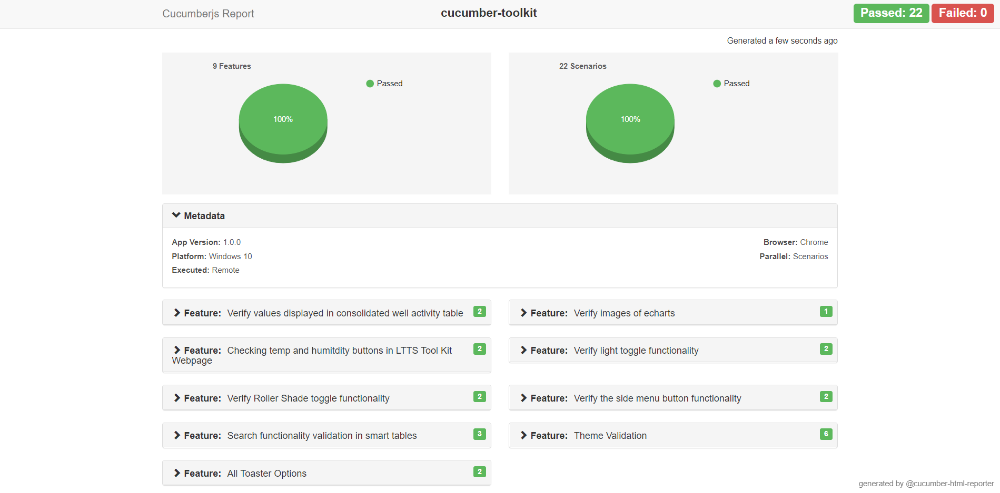 Cucumberjs Report
cucumber-toolkit
Passed: 22
Failed: 0
Generated a few seconds ago
9 Features
Passed
100%
22 Scenarios
Passed
100%
Metadata
App Version: 1.0.0
Platform: Windows 10
Executed: Remote
Browser: Chrome
Parallel: Scenarios
Feature: Verify values displayed in consolidated well activity table 2
Feature: Verify images of echarts 1
Feature: Checking temp and humitdity buttons in LTTS Tool Kit 2
Webpage
Feature: Verify light toggle functionality 2
Feature: Verify Roller Shade toggle functionality 2
Feature: Verify the side menu button functionality 2
Feature: Search functionality validation in smart tables 3
Feature: Theme Validation 6
Feature: All Toaster Options 2
generated by @cucumber-html-reporter